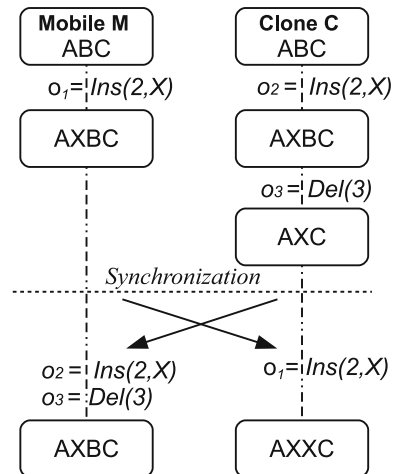 Mobile M Clone C
ABC ABC
o1= Ins(2,X) o2= Ins(2,X)
AXBC AXBC
o3= Del(3)
AXC
Synchronization
o2= Ins(2,X) o1= Ins(2,X)
o3= Del(3)
AXBC AXXC